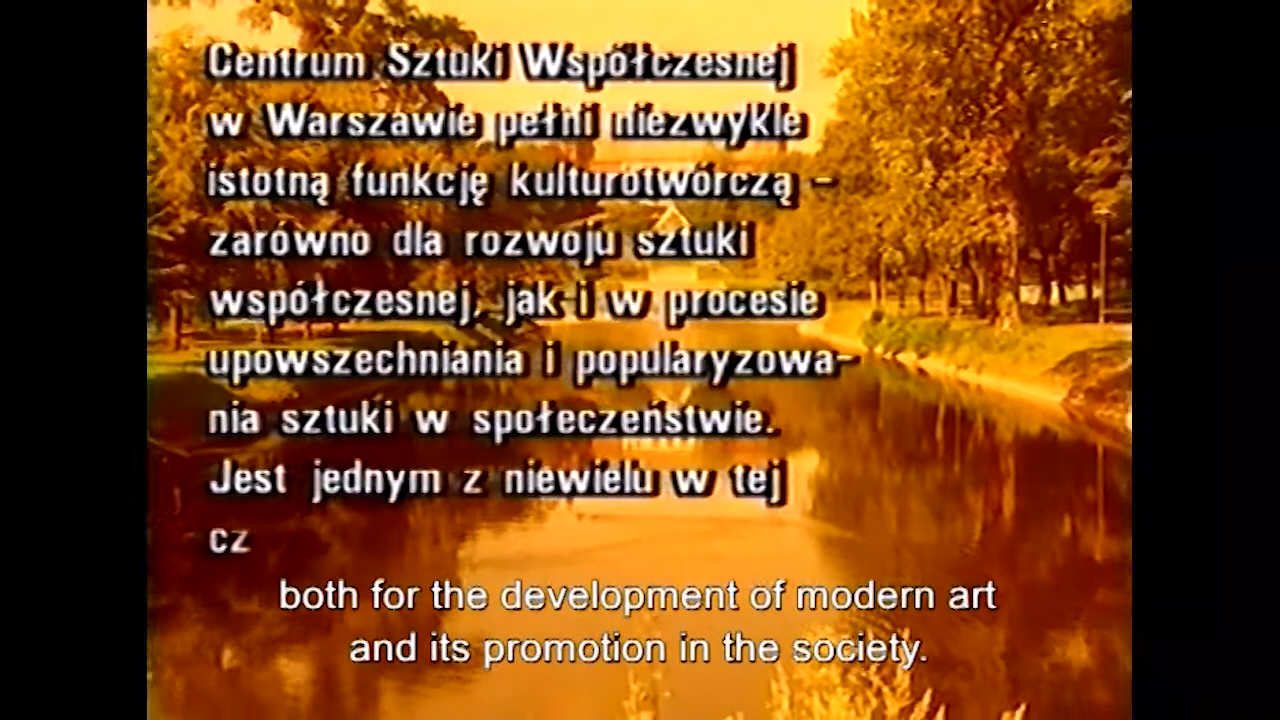 Centrum Sztuki Współczesnej
w Warszawie pełni niezwykle
istotną funkcję kulturotwórczą -
zarówno dla rozwoju sztuki
współczesnej, jak i w procesie
upowszechniania i popularyzowa-
nia sztuki w społeczeństwie.
Jest jednym z niewielu w tej
cz
both for the development of modern art
and its promotion in the society.